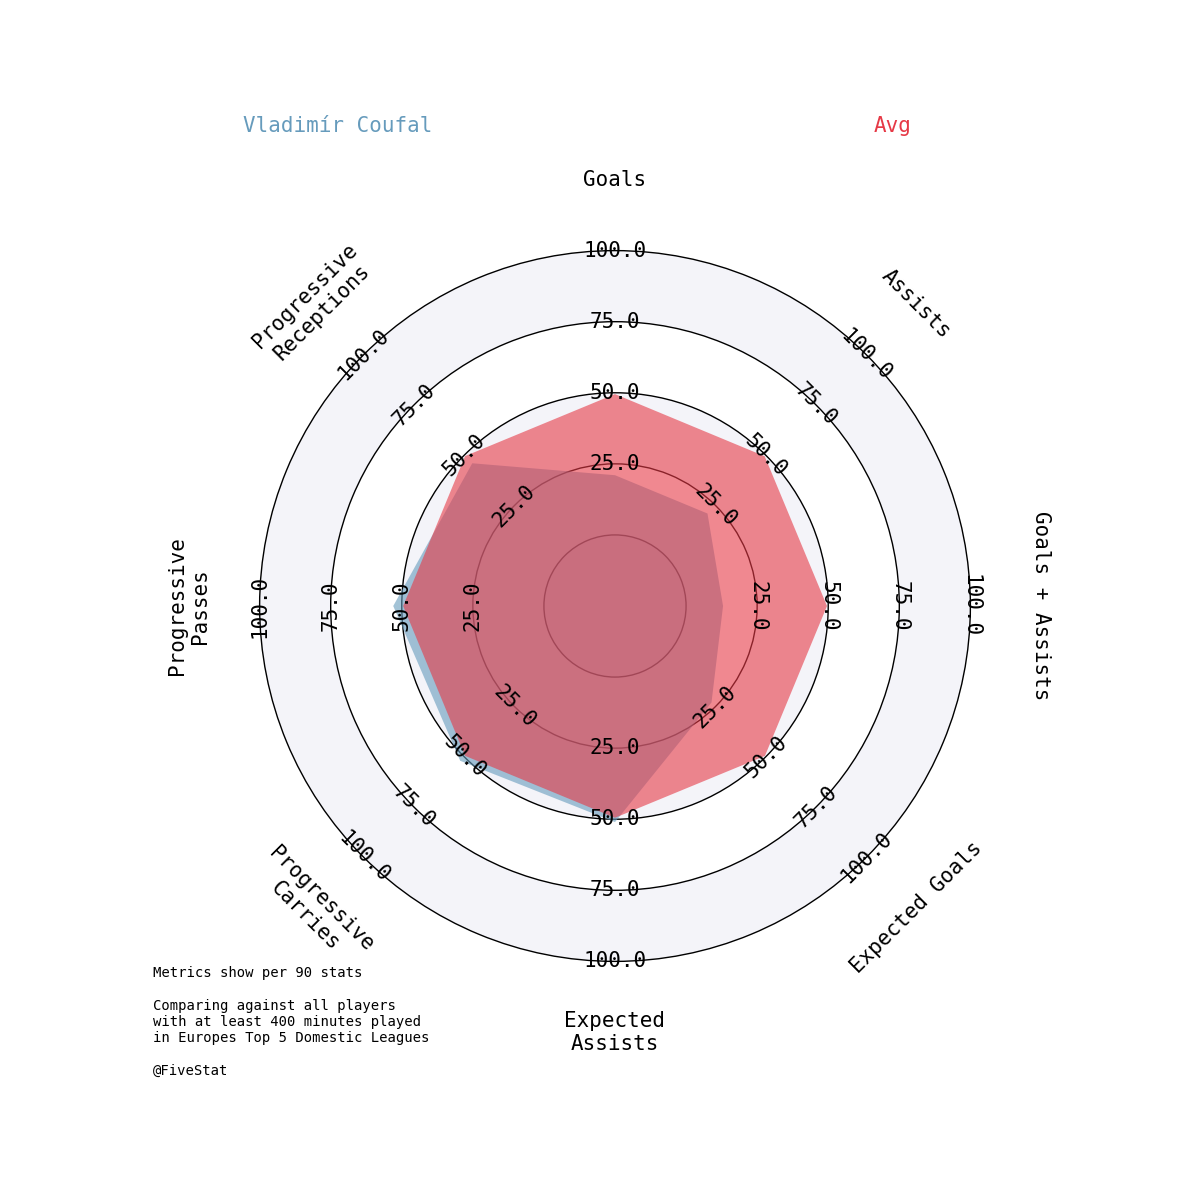 Vladimír Coufal
Avg
Goals
Progressive
Receptions
Assists
100.0
75.0
50.0
25.0
100.0
75.0
50.0
25.0
100.0
75.0
50.0
25.0
Progressive
Passes
100.0
75.0
50.0
25.0
25.0
50.0
75.0
100.0
Goals + Assists
25.0
50.0
75.0
100.0
25.0
50.0
75.0
100.0
25.0
50.0
75.0
100.0
Progressive
Carries
Expected Goals
Expected
Assists
Metrics show per 90 stats
Comparing against all players
with at least 400 minutes played
in Europes Top 5 Domestic Leagues
@FiveStat